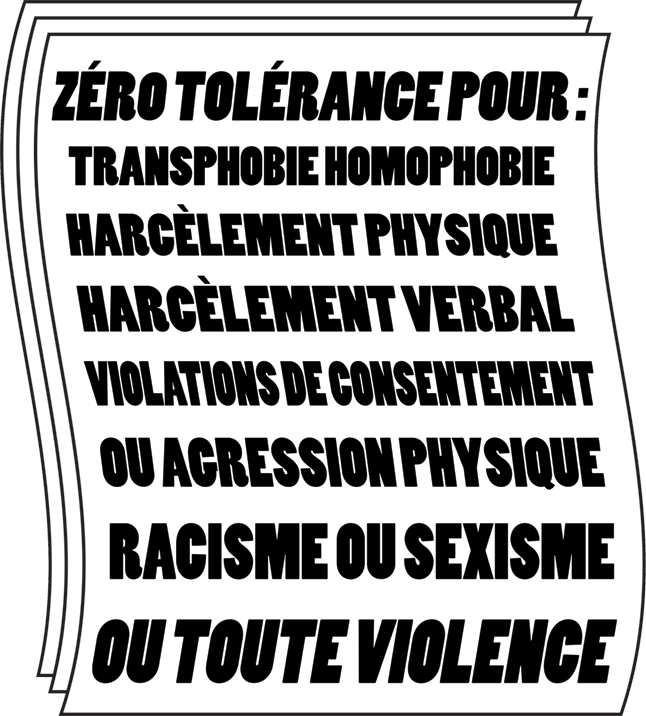 ZÉRO TOLÉRANCE POUR :
TRANSPHOBIE HOMOPHOBIE
HARCÈLEMENT PHYSIQUE
HARCÈLEMENT VERBAL
VIOLATIONS DE CONSENTEMENT
OU AGRESSION PHYSIQUE
RACISME OU SEXISME
OU TOUTE VIOLENCE